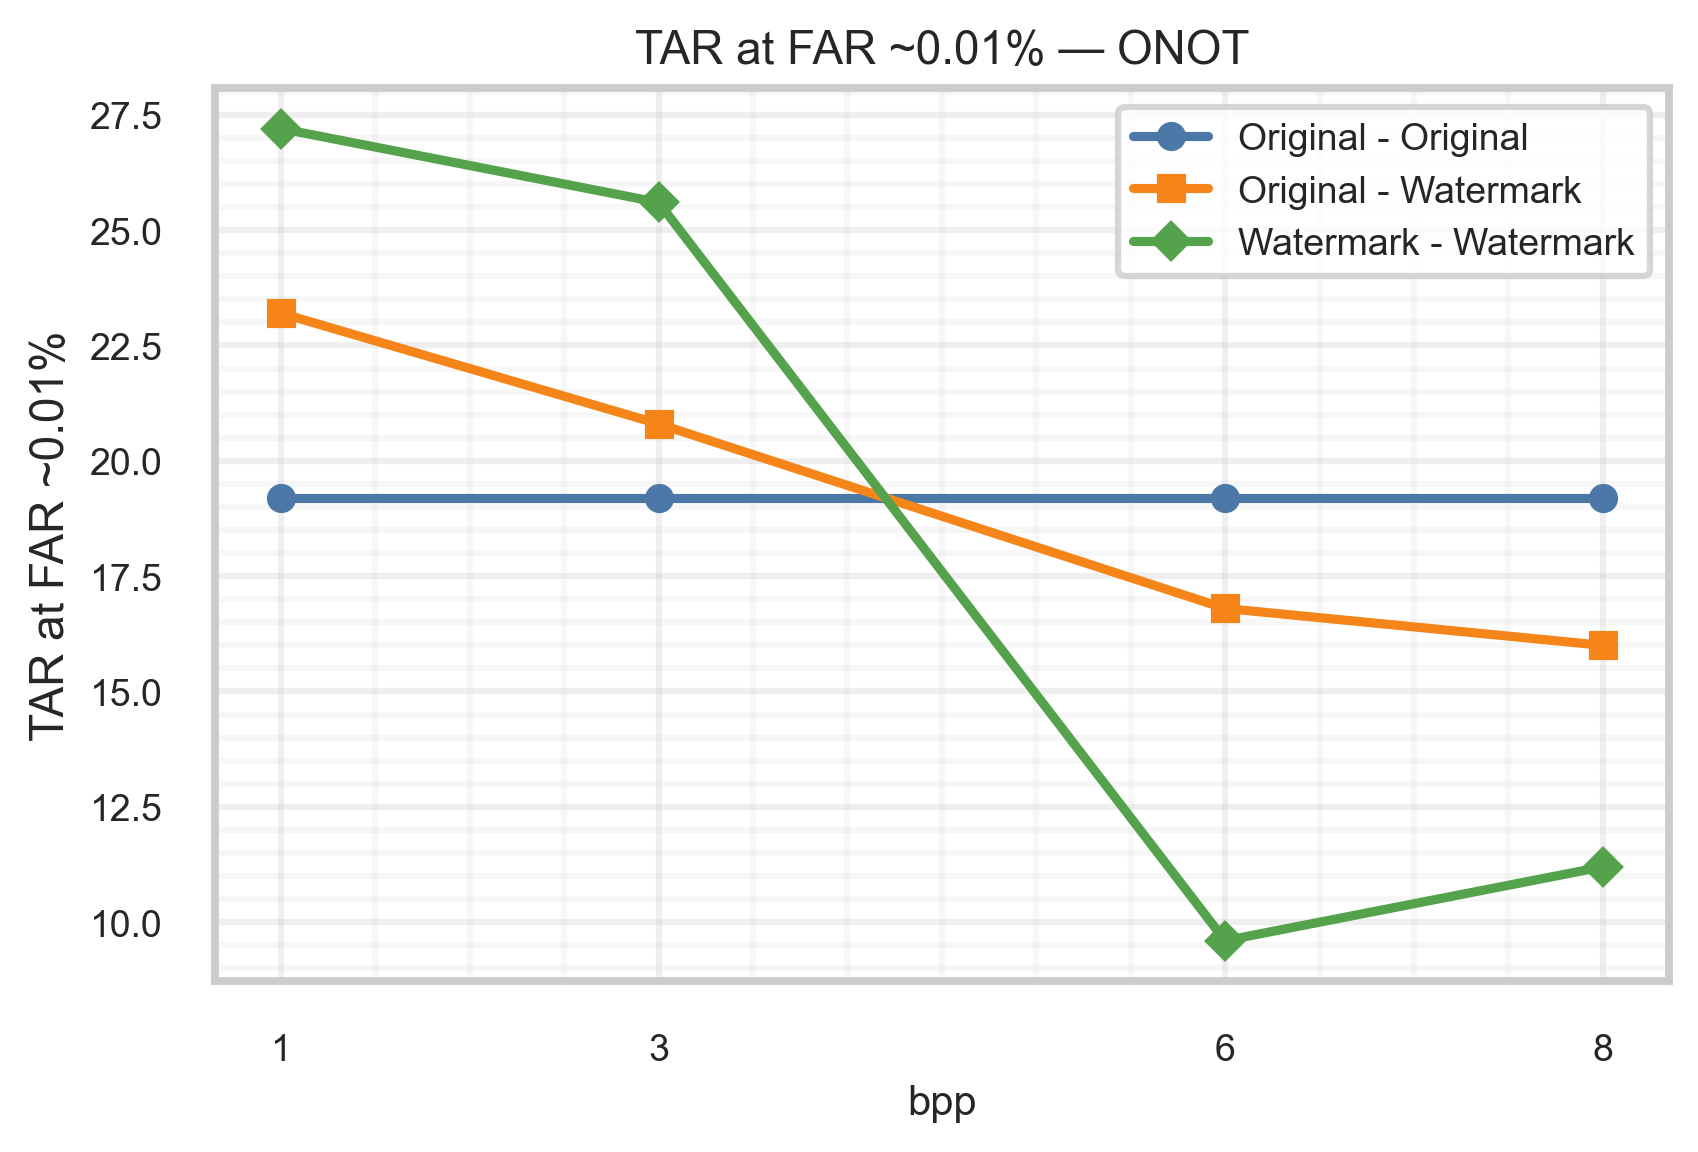 TAR at FAR ~0.01% — ONOT
Original - Original
Original - Watermark
Watermark - Watermark
TAR at FAR ~0.01%
27.5
25.0
22.5
20.0
17.5
15.0
12.5
10.0
1 3 6 8
bpp